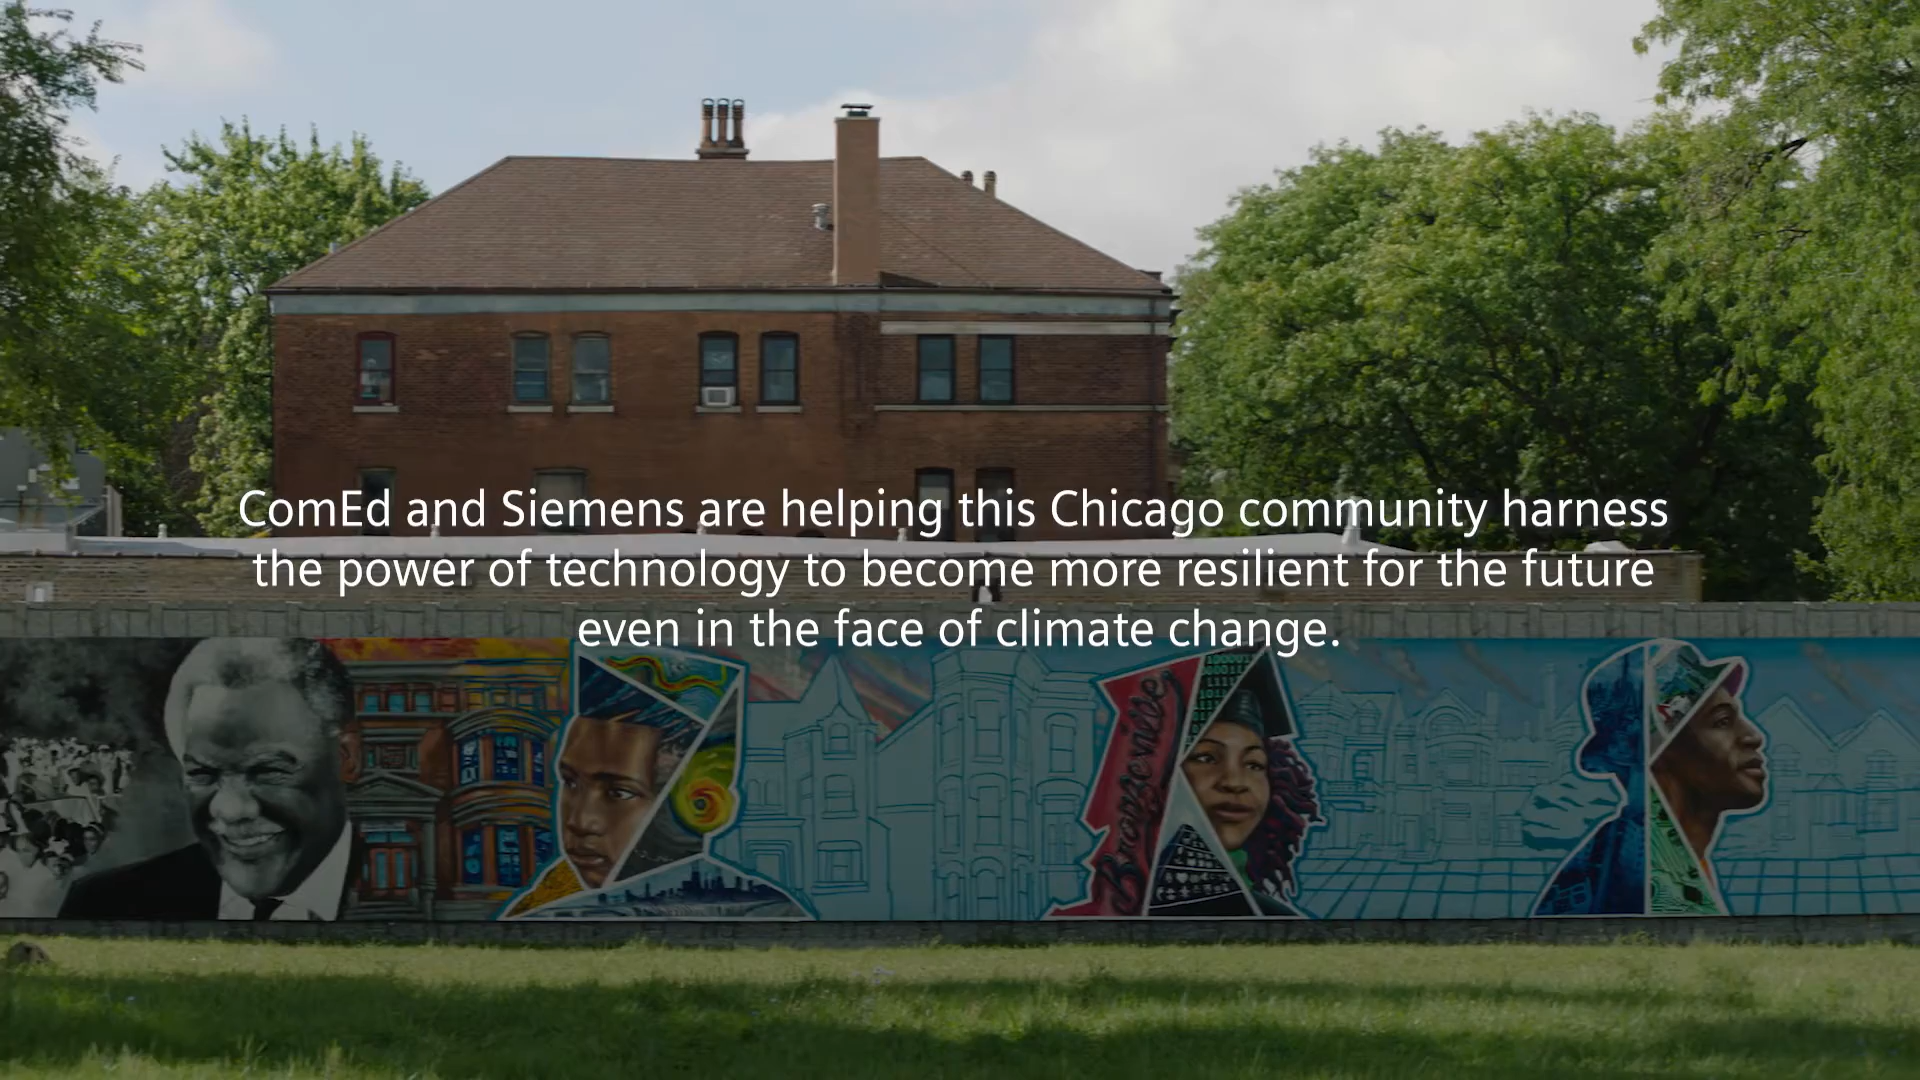 ComEd and Siemens are helping this Chicago community harness
the power of technology to become more resilient for the future
even in the face of climate change.
Bronzeville